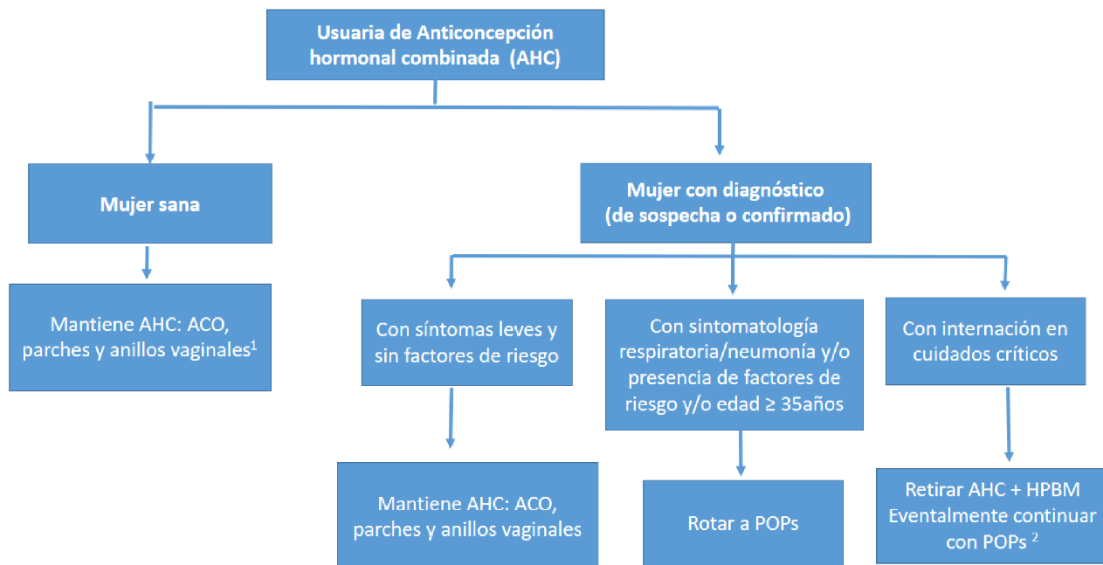 Usuaria de Anticoncepción
hormonal combinada (AHC)
Mujer sana
Mujer con diagnóstico
(de sospecha o confirmado)
Mantiene AHC: ACO,
parches y anillos vaginales¹
Con síntomas leves y
sin factores de riesgo
Con sintomatología
respiratoria/neumonía y/o
presencia de factores de
riesgo y/o edad ≥ 35años
Con internación en
cuidados críticos
Mantiene AHC: ACO,
parches y anillos vaginales
Rotar a POPs
Retirar AHC + HPBM
Eventalmente continuar
con POPs ²